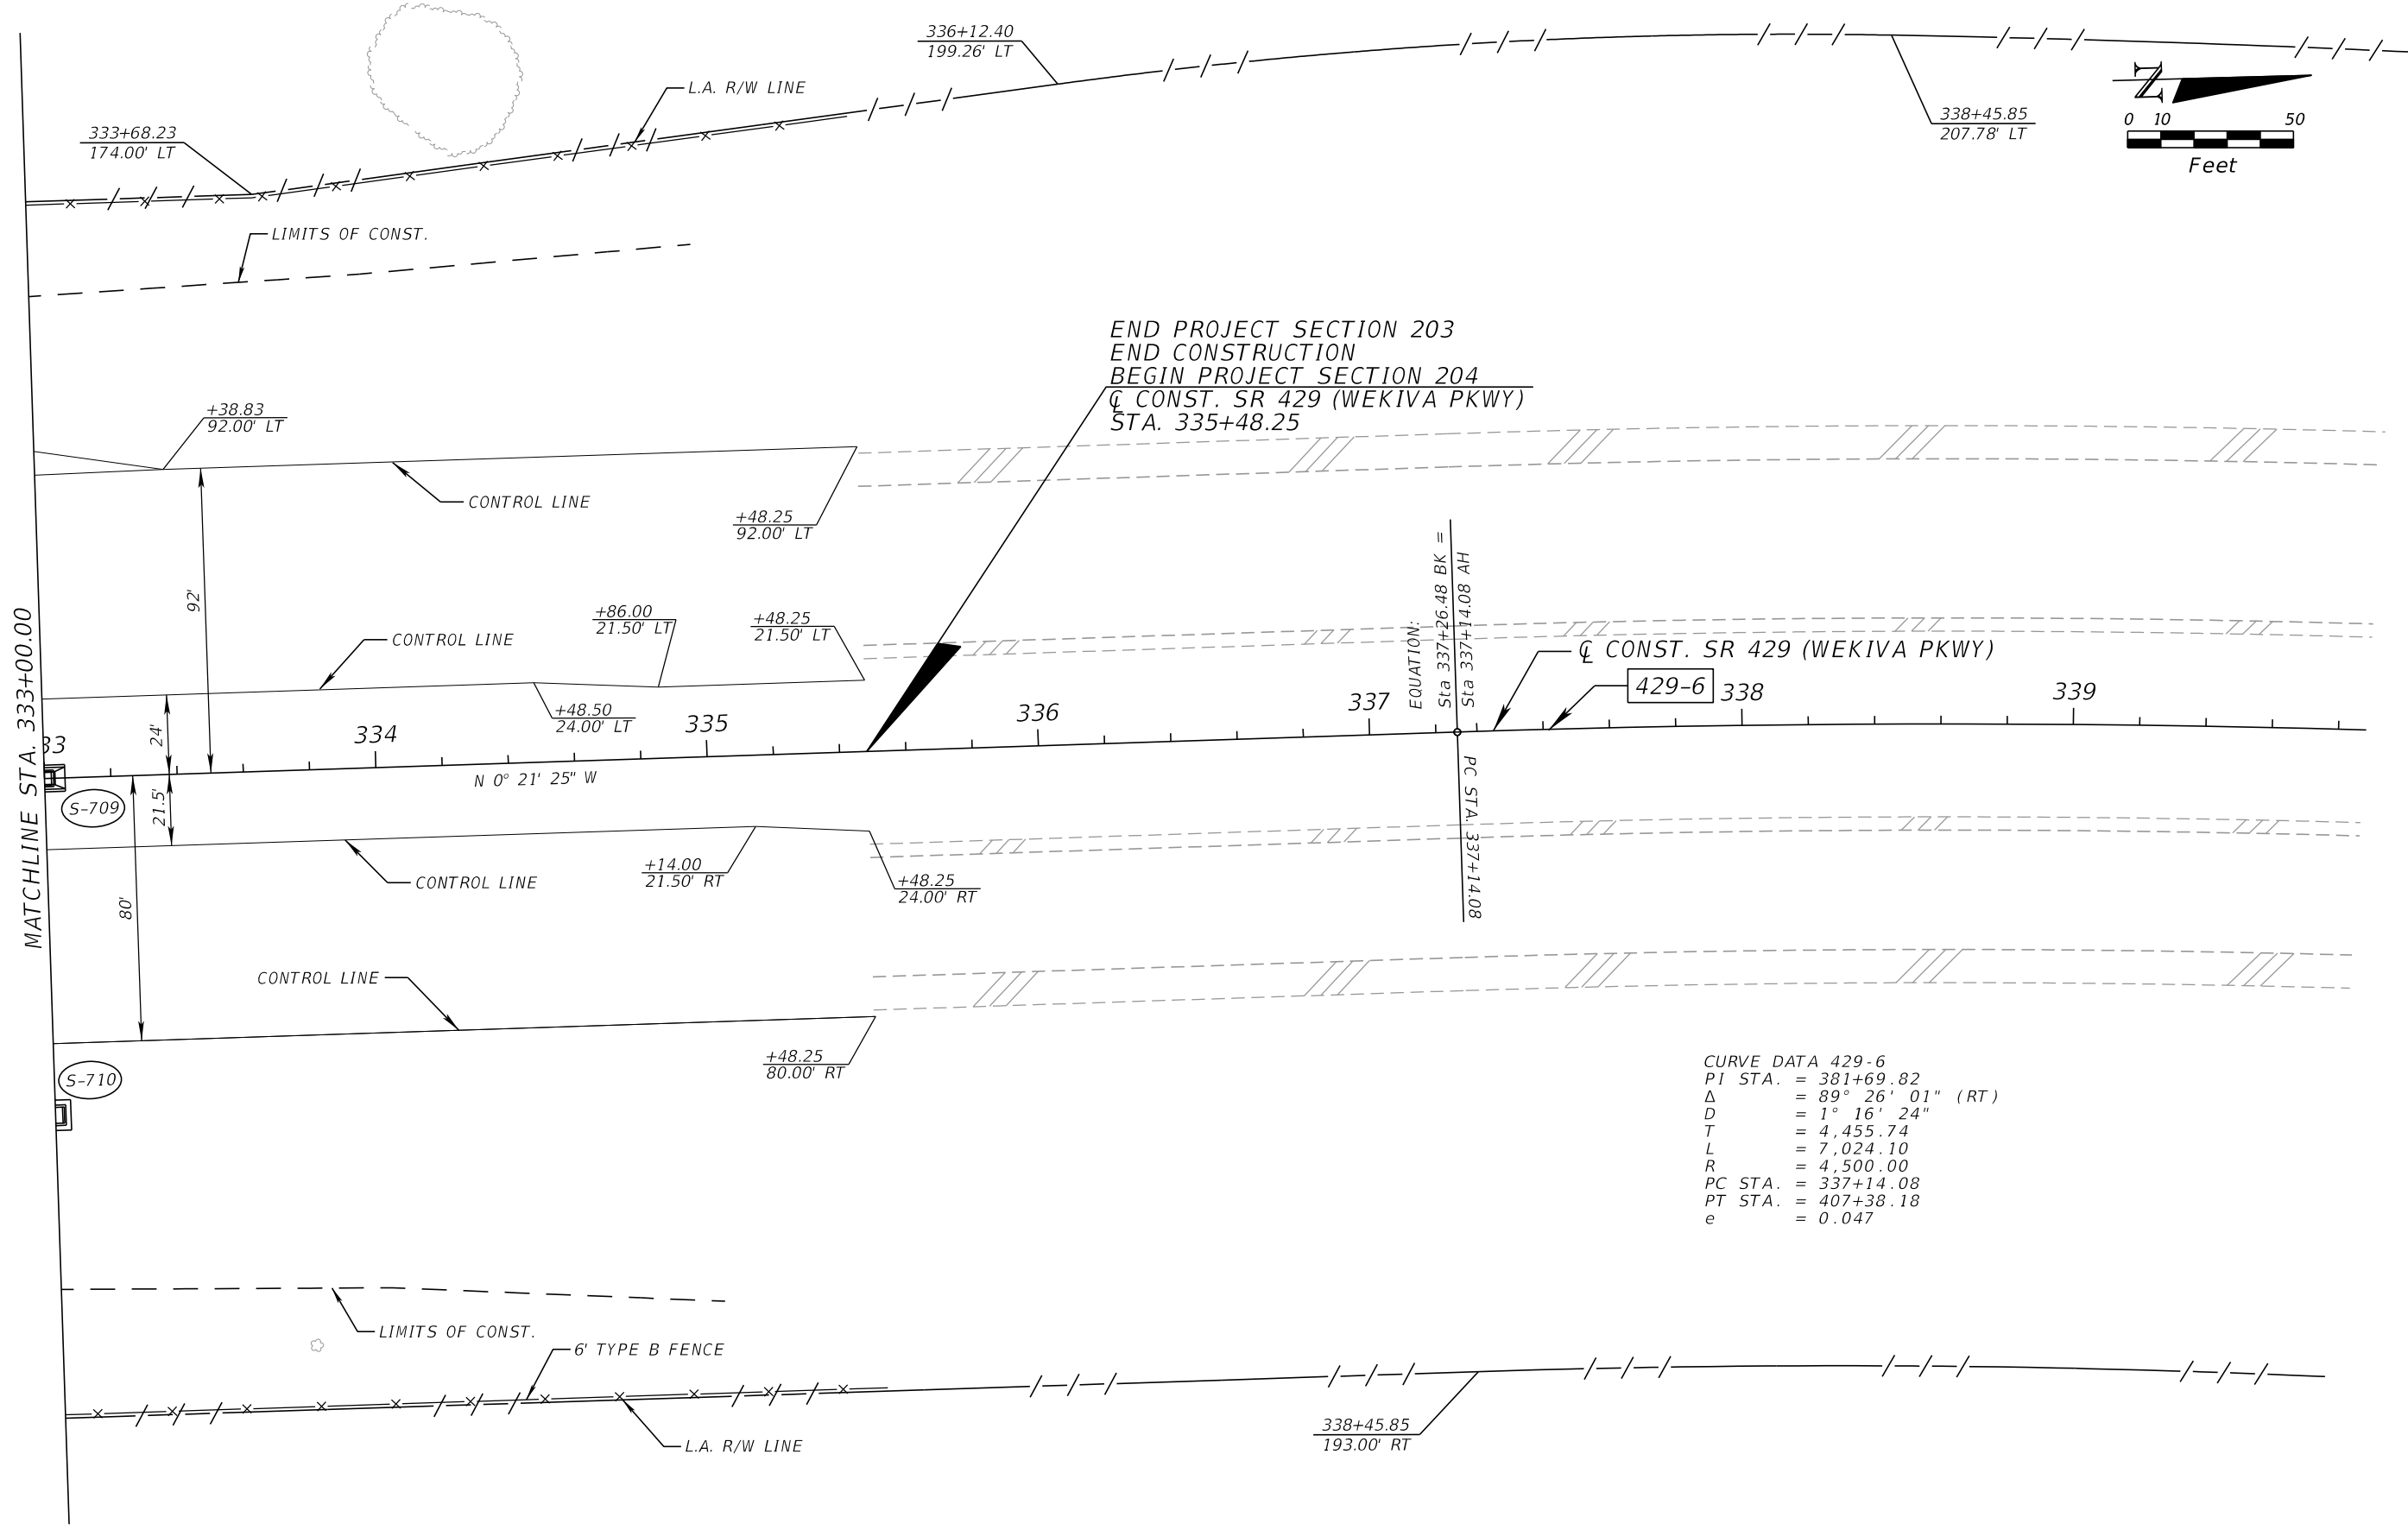 336+12.40
199.26' LT
L.A. R/W LINE
333+68.23
174.00' LT
338+45.85
207.78' LT
N
0 10 50
Feet
LIMITS OF CONST.
END PROJECT SECTION 203
END CONSTRUCTION
BEGIN PROJECT SECTION 204
℄ CONST. SR 429 (WEKIVA PKWY)
STA. 335+48.25
+38.83
92.00' LT
CONTROL LINE
+48.25
92.00' LT
92'
+86.00
21.50' LT
+48.25
21.50' LT
CONTROL LINE
+48.50
24.00' LT
EQUATION:
Sta 337+26.48 BK =
Sta 337+14.08 AH
℄ CONST. SR 429 (WEKIVA PKWY)
429-6
MATCHLINE STA. 333+00.00
33 334 335 336 337 338 339
24'
N 0° 21' 25" W
S-709
21.5'
PC STA. 337+14.08
+14.00
21.50' RT
+48.25
24.00' RT
CONTROL LINE
80'
CONTROL LINE
+48.25
80.00' RT
S-710
CURVE DATA 429-6
PI STA. = 381+69.82
Δ = 89° 26' 01" (RT)
D = 1° 16' 24"
T = 4,455.74
L = 7,024.10
R = 4,500.00
PC STA. = 337+14.08
PT STA. = 407+38.18
e = 0.047
LIMITS OF CONST.
6' TYPE B FENCE
338+45.85
193.00' RT
L.A. R/W LINE